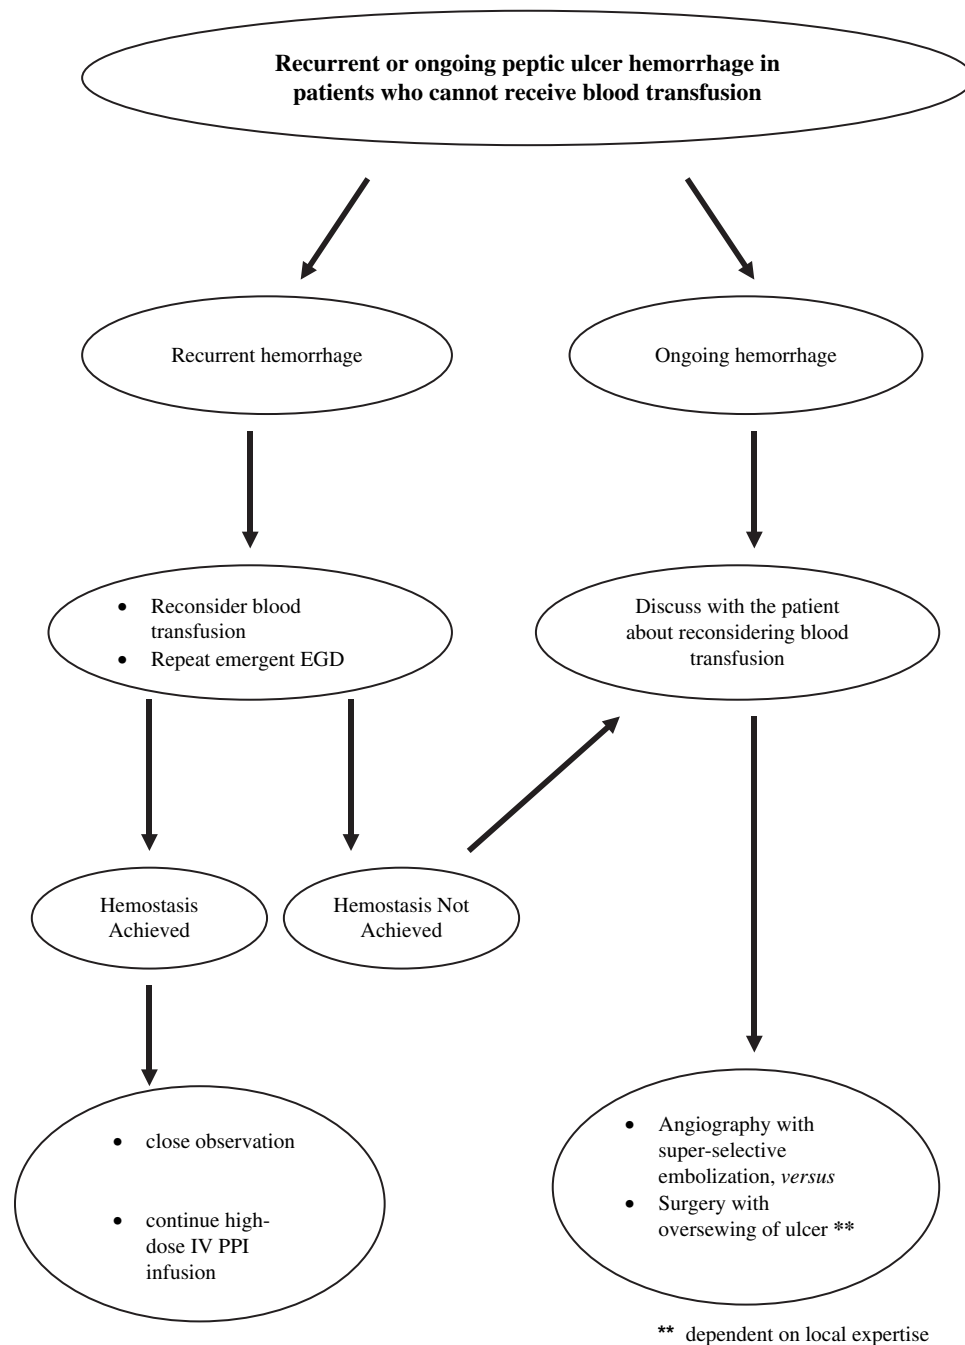 Recurrent or ongoing peptic ulcer hemorrhage in
patients who cannot receive blood transfusion
Recurrent hemorrhage
Ongoing hemorrhage
• Reconsider blood
transfusion
• Repeat emergent EGD
Discuss with the patient
about reconsidering blood
transfusion
Hemostasis
Achieved
Hemostasis Not
Achieved
• close observation
• continue high-
dose IV PPI
infusion
• Angiography with
super-selective
embolization, versus
• Surgery with
oversewing of ulcer **
** dependent on local expertise